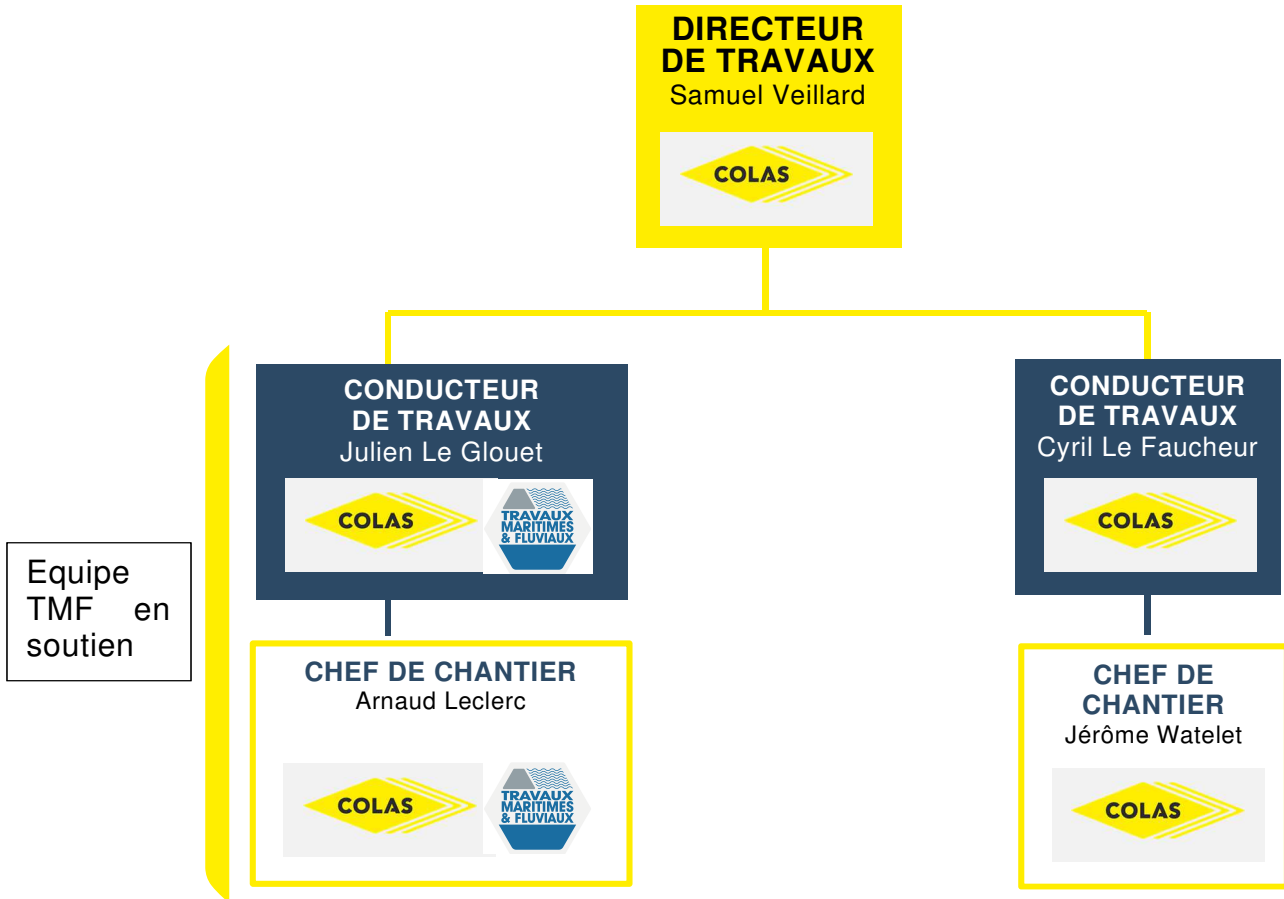 DIRECTEUR
DE TRAVAUX
Samuel Veillard
COLAS
CONDUCTEUR
DE TRAVAUX
Julien Le Glouet
COLAS
TRAVAUX
MARITIMES
& FLUVIAUX
CONDUCTEUR
DE TRAVAUX
Cyril Le Faucheur
COLAS
Equipe
TMF en
soutien
CHEF DE CHANTIER
Arnaud Leclerc
COLAS
TRAVAUX
MARITIMES
& FLUVIAUX
CHEF DE
CHANTIER
Jérôme Watelet
COLAS